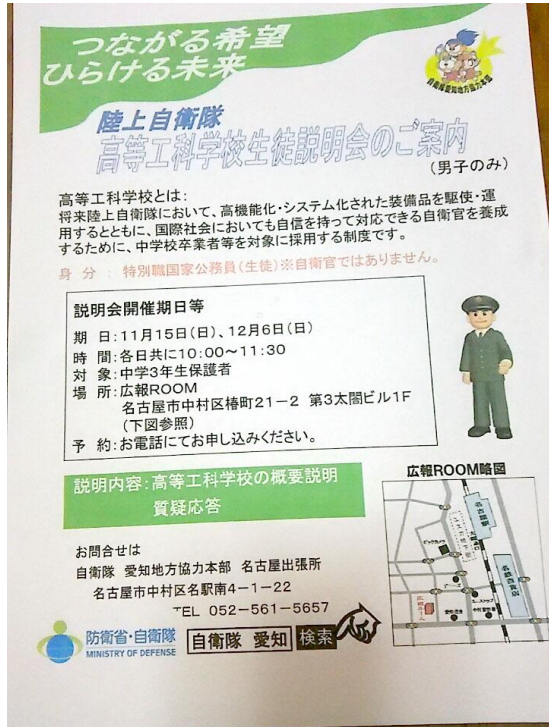 つながる希望
ひらける未来
自衛隊愛知地方協力本部
陸上自衛隊
高等工科学校生徒説明会のご案内
(男子のみ)
高等工科学校とは:
将来陸上自衛隊において、高機能化・システム化された装備品を駆使・運
用するとともに、国際社会においても自信を持って対応できる自衛官を養成
するために、中学校卒業者等を対象に採用する制度です。
身 分 : 特別職国家公務員(生徒)※自衛官ではありません。
説明会開催期日等
期 日:11月15日(日)、12月6日(日)
時 間:各日共に10:00〜11:30
対 象:中学3年生保護者
場 所:広報ROOM
名古屋市中村区椿町21-2 第3太閤ビル1F
(下図参照)
予 約:お電話にてお申し込みください。
説明内容:高等工科学校の概要説明
質疑応答
広報ROOM略図
ビックカメラ
お問合せは
自衛隊 愛知地方協力本部 名古屋出張所
名古屋市中村区名駅南4-1-22
TEL 052-561-5657
防衛省・自衛隊
MINISTRY OF DEFENSE
自衛隊 愛知 検索